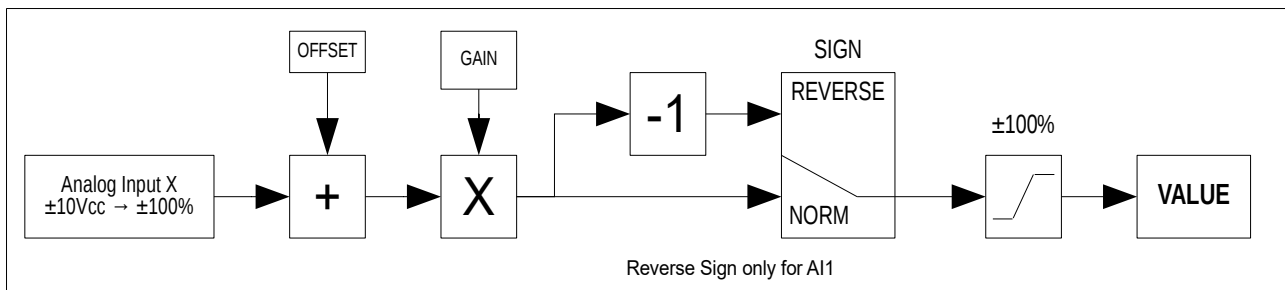 OFFSET
GAIN
SIGN
REVERSE
-1
±100%
Analog Input X
±10Vcc → ±100%
+
X
NORM
VALUE
Reverse Sign only for AI1